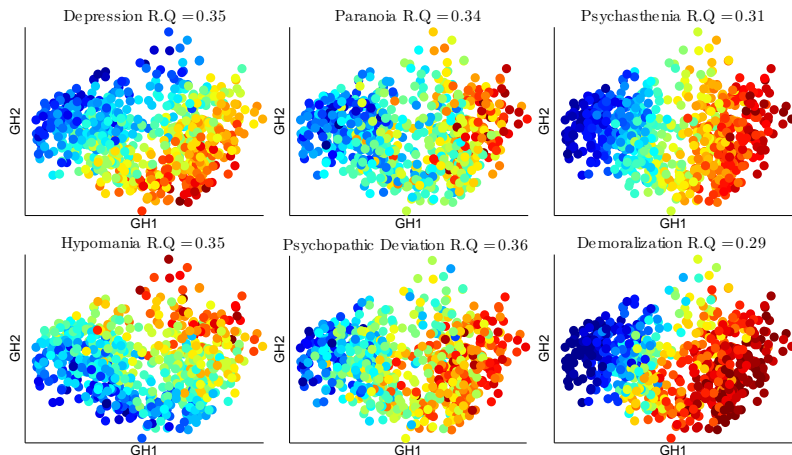 Depression R.Q = 0.35
Paranoia R.Q = 0.34
Psychasthenia R.Q = 0.31
GH2
GH2
GH2
GH1
GH1
GH1
Hypomania R.Q = 0.35
Psychopathic Deviation R.Q = 0.36
Demoralization R.Q = 0.29
GH2
GH2
GH2
GH1
GH1
GH1